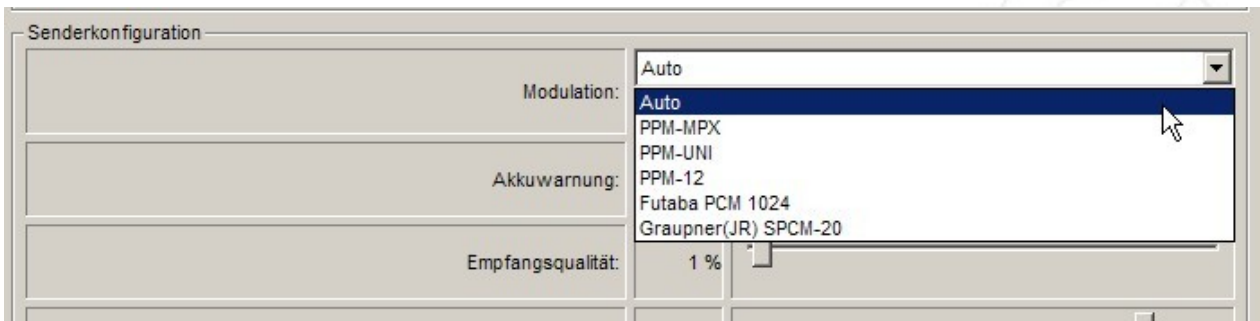 Senderkonfiguration
Modulation:
Auto
Auto
PPM-MPX
PPM-UNI
PPM-12
Futaba PCM 1024
Graupner(JR) SPCM-20
Akkuwarnung:
Empfangsqualität:
1 %